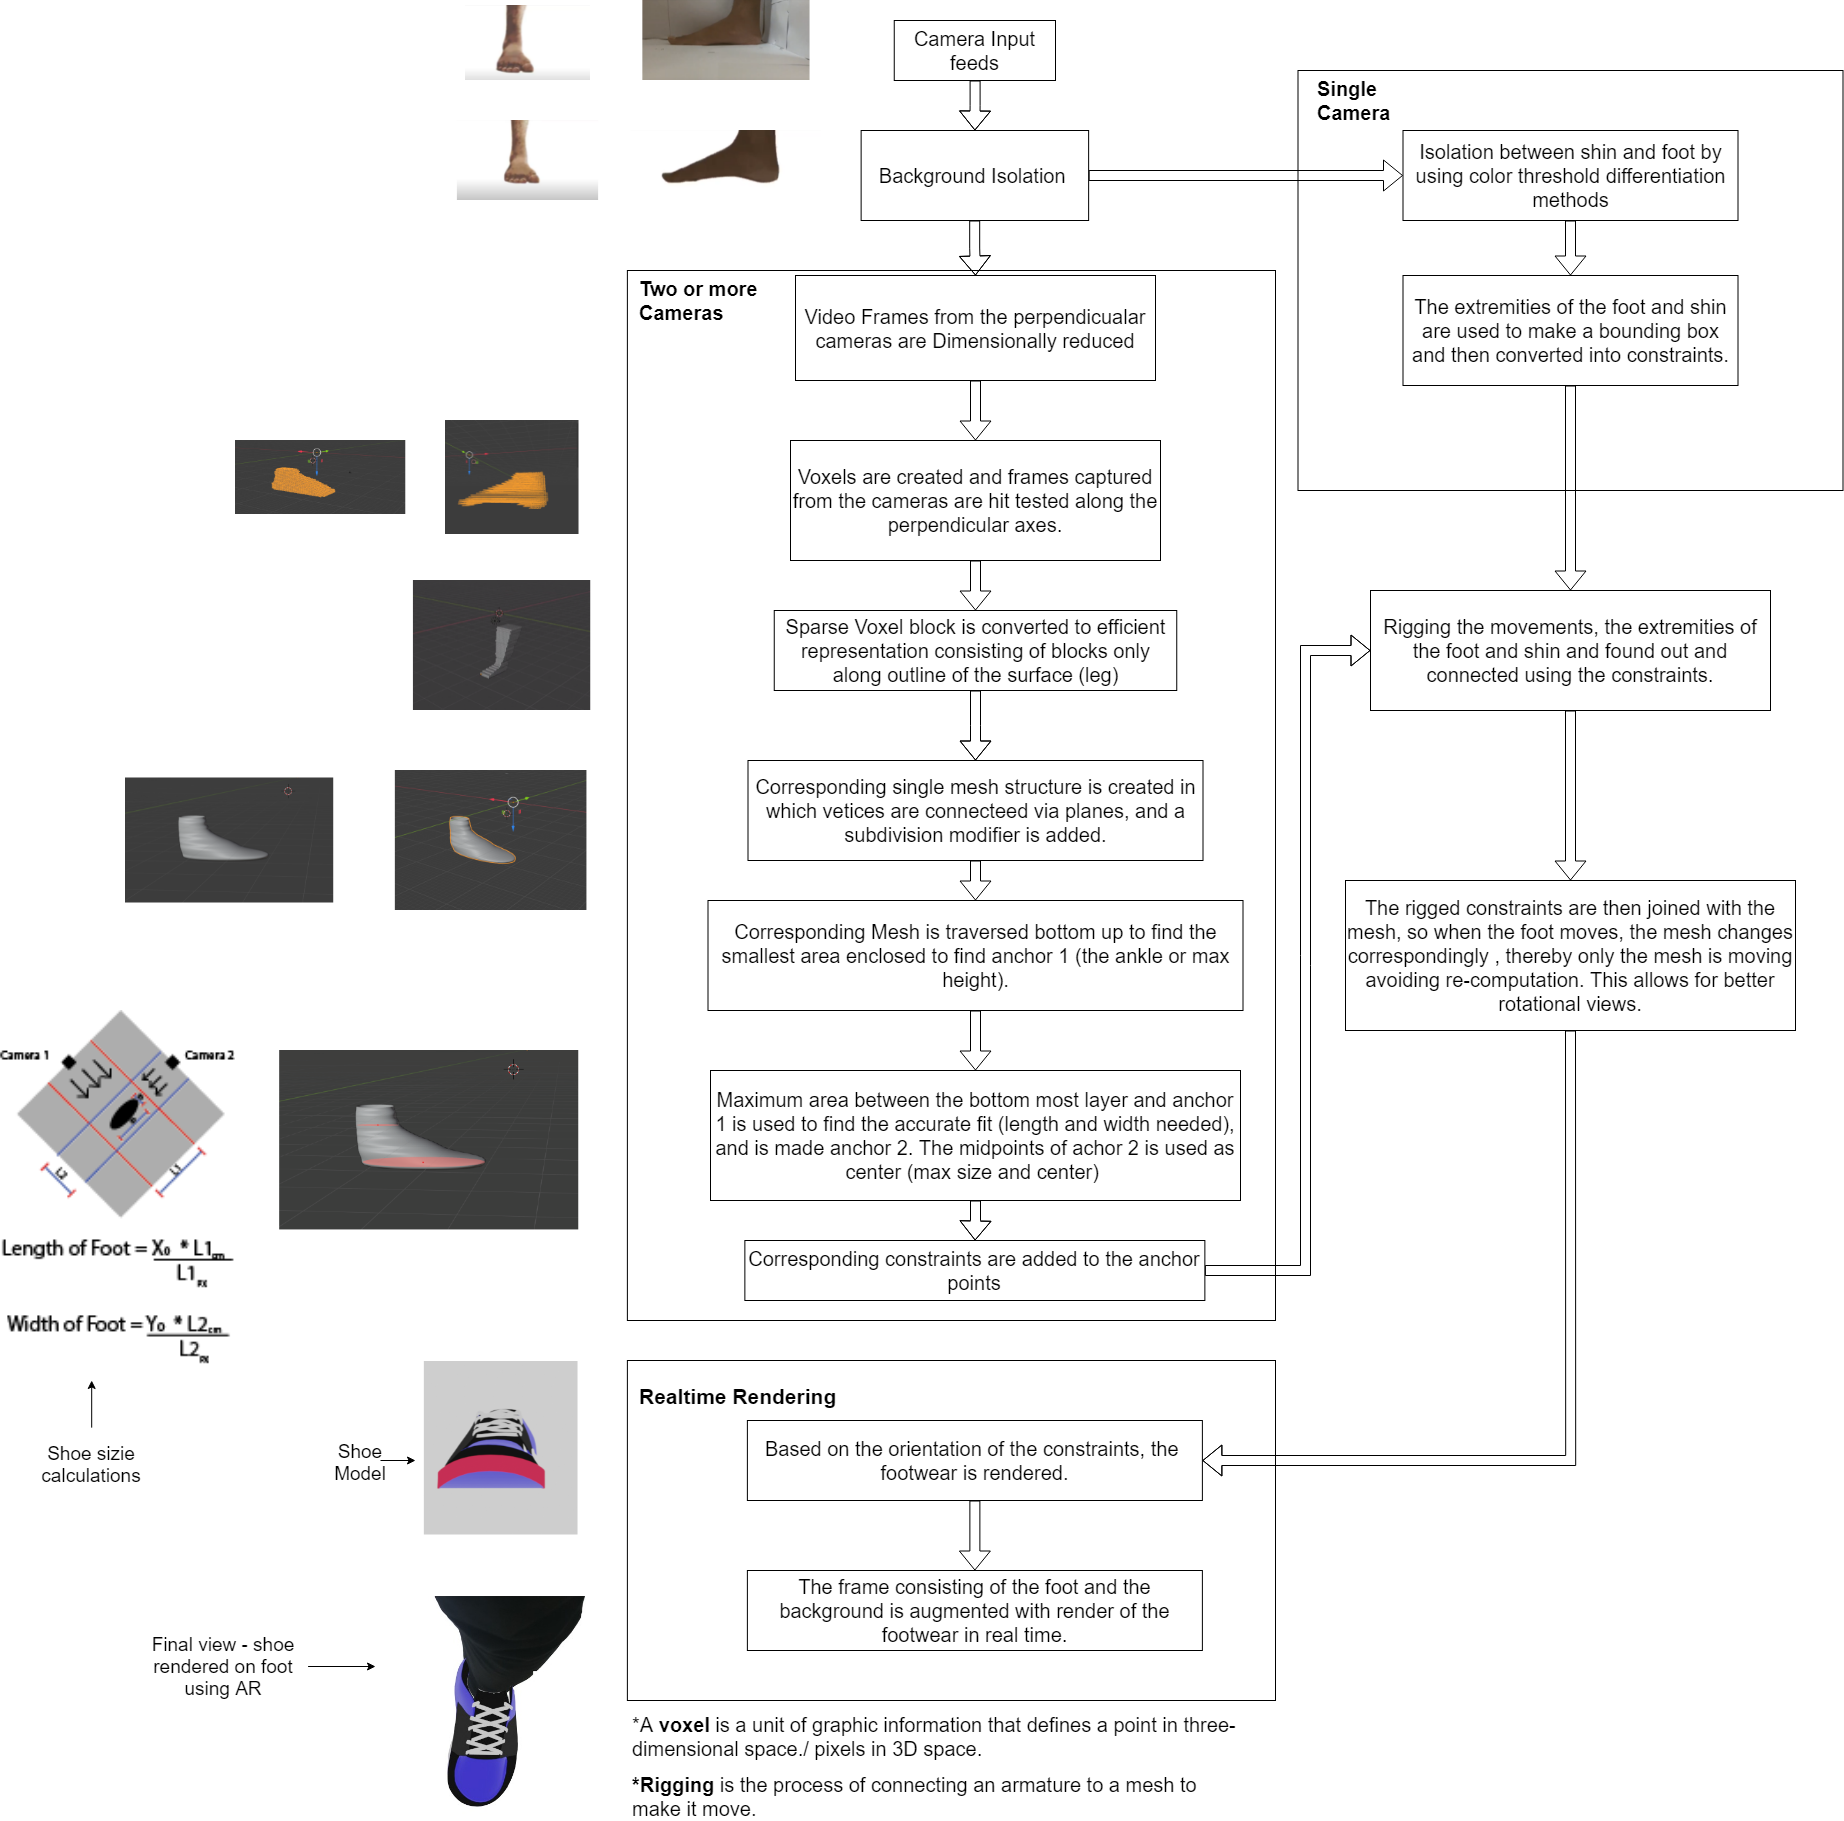 Camera Input
feeds
Background Isolation
Single
Camera
Isolation between shin and foot by
using color threshold differentiation
methods
The extremities of the foot and shin
are used to make a bounding box
and then converted into constraints.
Two or more
Cameras
Video Frames from the perpendicualar
cameras are Dimensionally reduced
Voxels are created and frames captured
from the cameras are hit tested along the
perpendicular axes.
Sparse Voxel block is converted to efficient
representation consisting of blocks only
along outline of the surface (leg)
Corresponding single mesh structure is created in
which vetices are connecteed via planes, and a
subdivision modifier is added.
Corresponding Mesh is traversed bottom up to find the
smallest area enclosed to find anchor 1 (the ankle or max
height).
Maximum area between the bottom most layer and anchor
1 is used to find the accurate fit (length and width needed),
and is made anchor 2. The midpoints of achor 2 is used as
center (max size and center)
Corresponding constraints are added to the anchor
points
Rigging the movements, the extremities of
the foot and shin and found out and
connected using the constraints.
The rigged constraints are then joined with the
mesh, so when the foot moves, the mesh changes
correspondingly , thereby only the mesh is moving
avoiding re-computation. This allows for better
rotational views.
Camera 1
Camera 2
L2
L1
Length of Foot = X₀ * L1cm
L1PX
Width of Foot = Y₀ * L2cm
L2PX
Shoe sizie
calculations
Shoe
Model
Realtime Rendering
Based on the orientation of the constraints, the
footwear is rendered.
The frame consisting of the foot and the
background is augmented with render of the
footwear in real time.
Final view - shoe
rendered on foot
using AR
*A voxel is a unit of graphic information that defines a point in three-
dimensional space./ pixels in 3D space.
*Rigging is the process of connecting an armature to a mesh to
make it move.